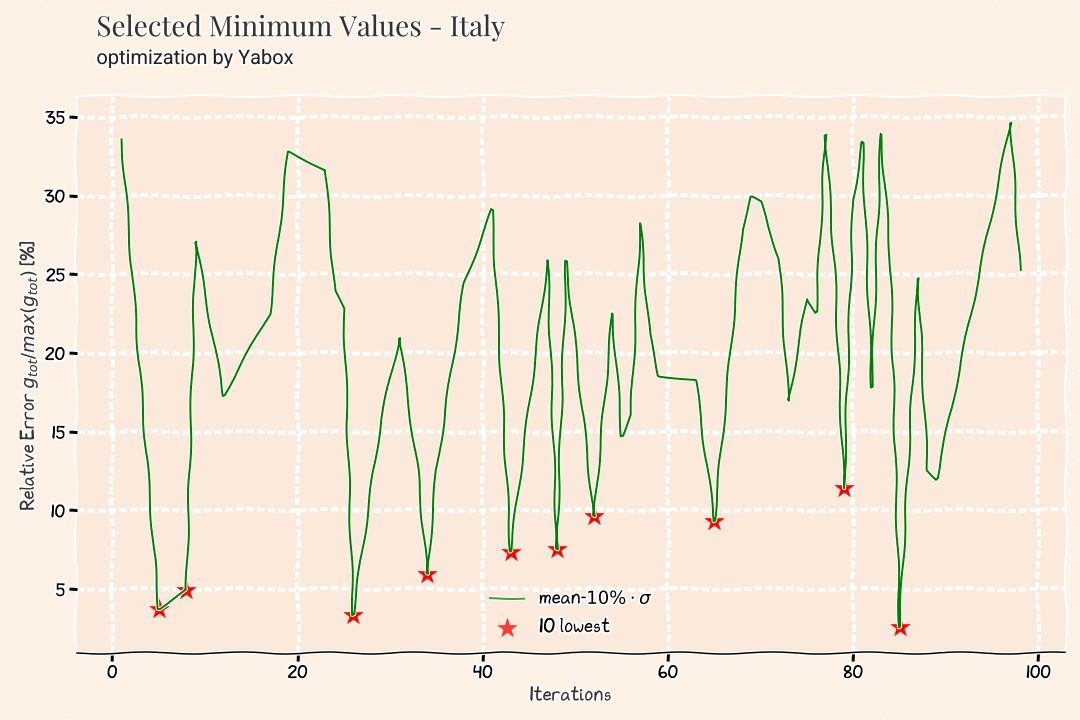 Selected Minimum Values - Italy
optimization by Yabox
35
30
25
20
15
10
5
Relative Error g_tot/max(g_tot) [%]
mean-10% · σ
10 lowest
0 20 40 60 80 100
Iterations